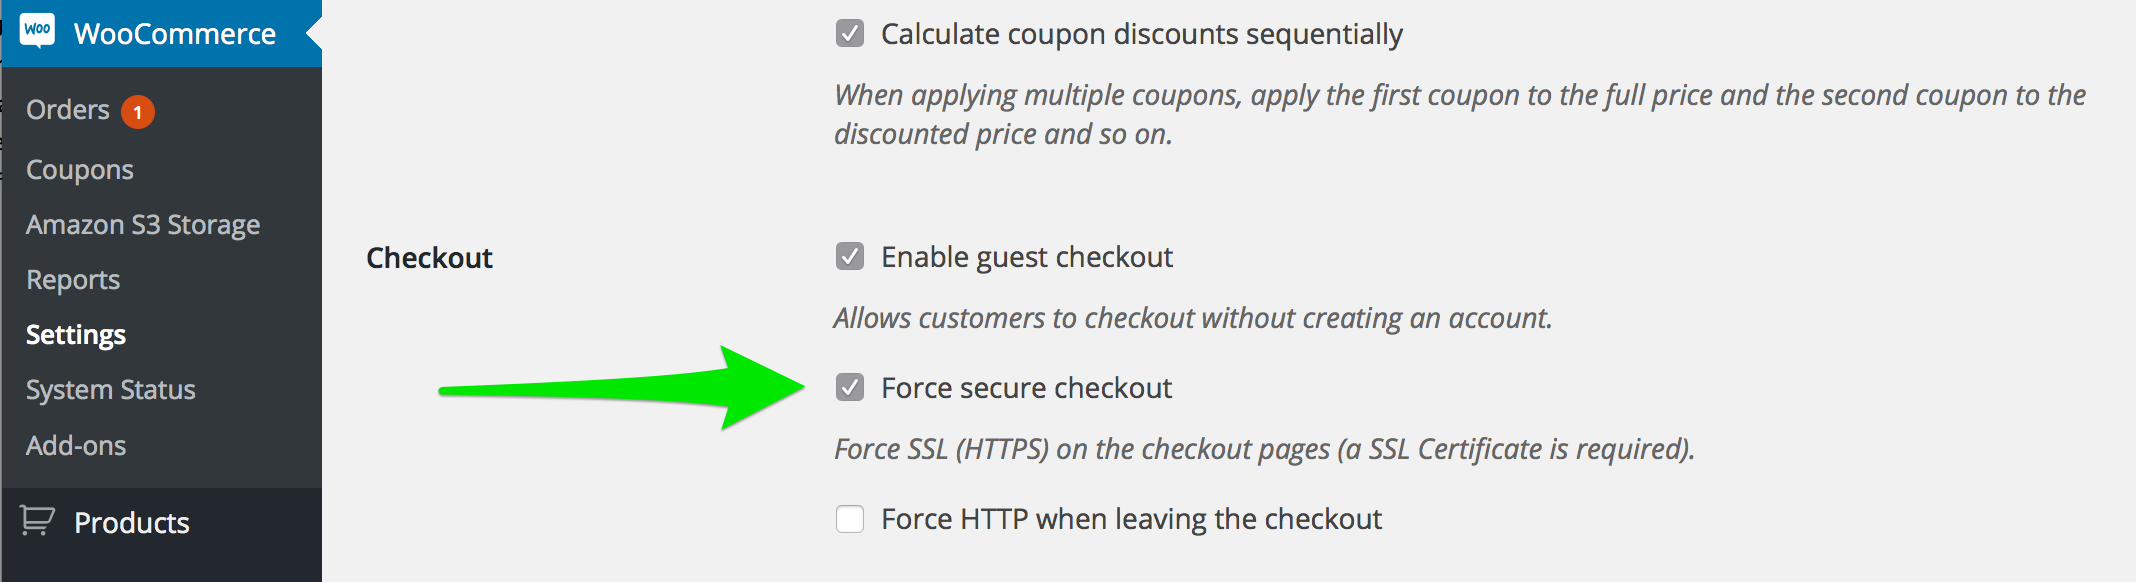 Woo WooCommerce
Orders 1
Coupons
Amazon S3 Storage
Reports
Settings
System Status
Add-ons
Products
Calculate coupon discounts sequentially
When applying multiple coupons, apply the first coupon to the full price and the second coupon to the
discounted price and so on.
Checkout
Enable guest checkout
Allows customers to checkout without creating an account.
Force secure checkout
Force SSL (HTTPS) on the checkout pages (a SSL Certificate is required).
Force HTTP when leaving the checkout